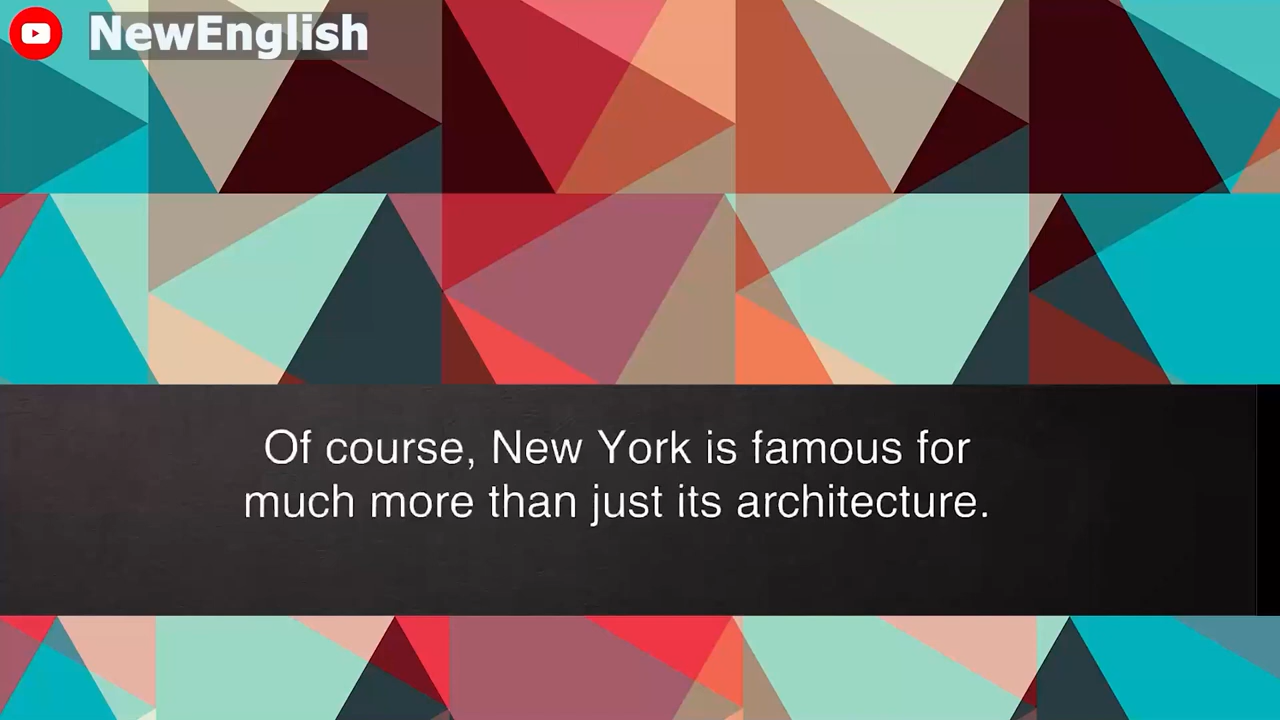 NewEnglish
Of course, New York is famous for
much more than just its architecture.